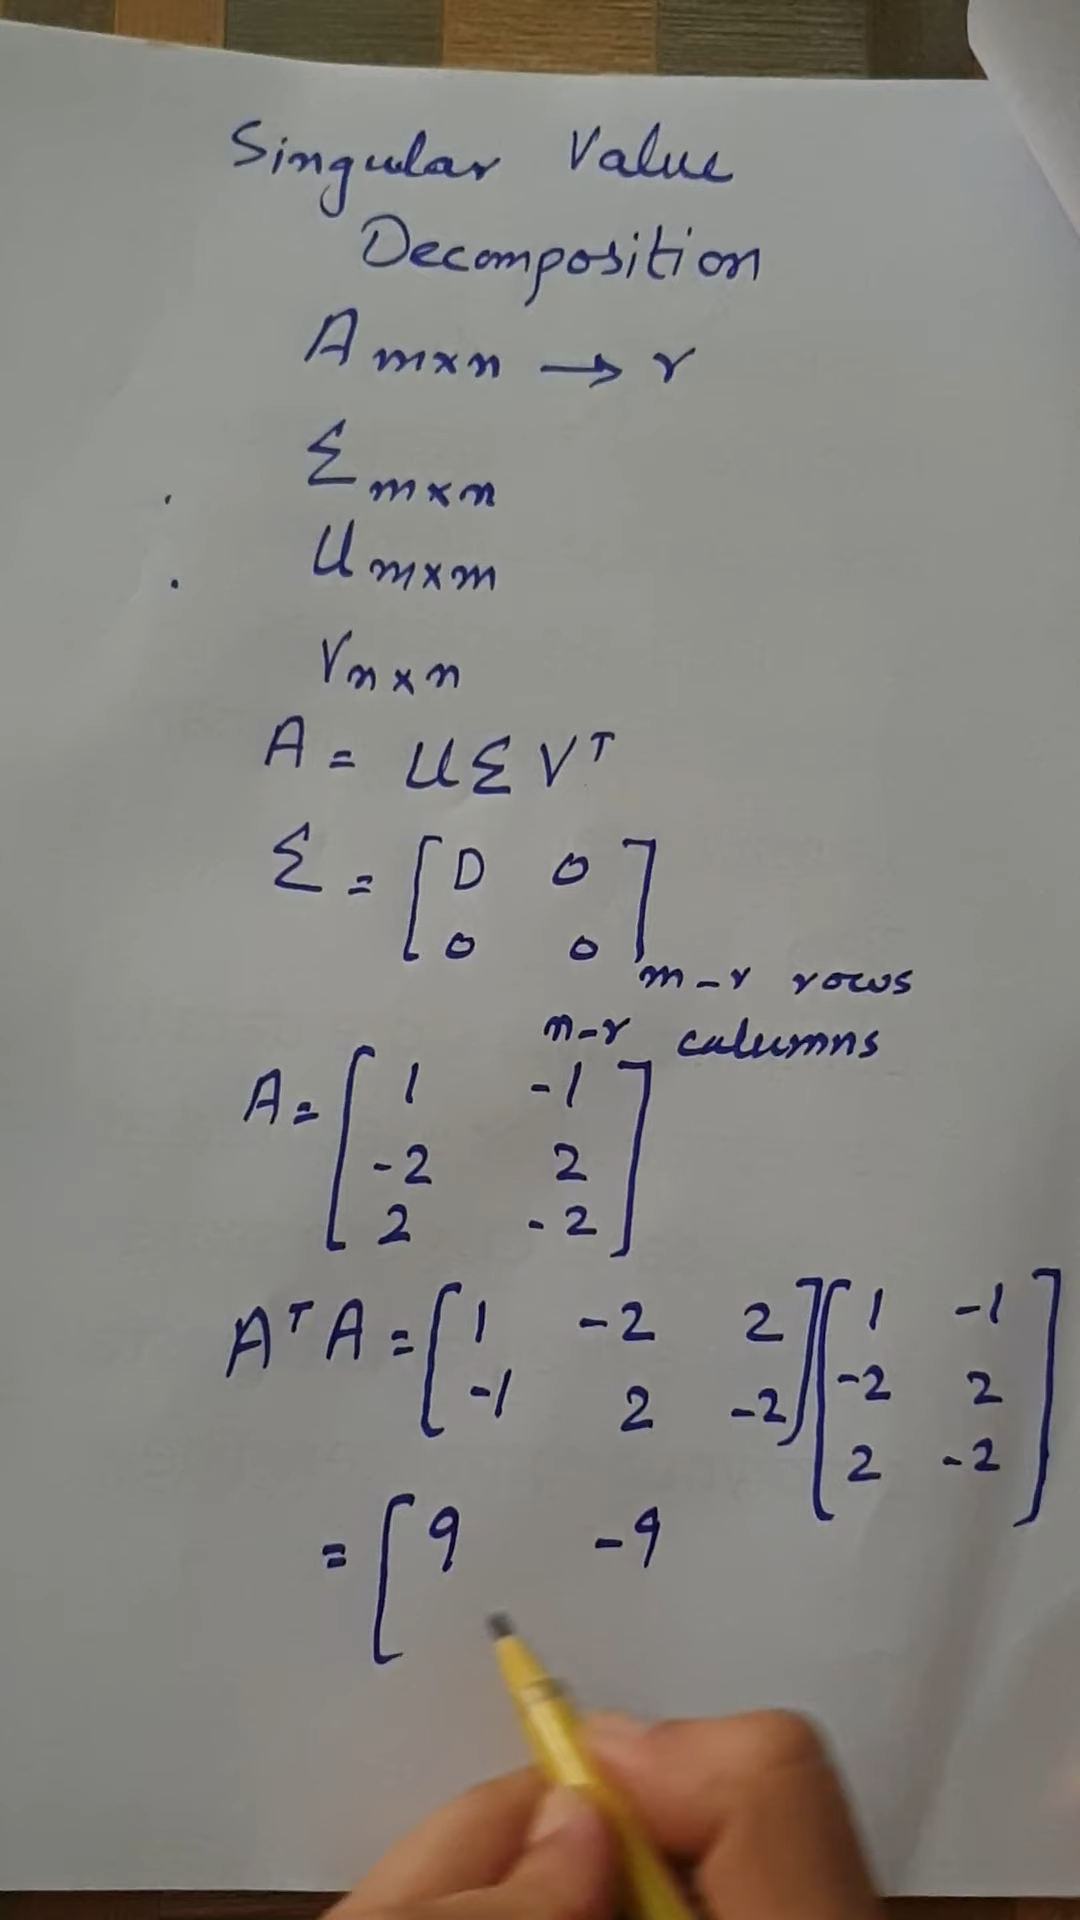 Singular Value
Decomposition
A m×n → r
Σ m×n
U m×m
V n×n
A = U Σ V^T
Σ = [ D 0
0 0 ] m-r rows
n-r columns
A = [ 1 -1
-2 2
2 -2 ]
A^T A = [ 1 -2 2 ] [ 1 -1
-1 2 -2 ] [ -2 2
2 -2 ]
= [ 9 -9